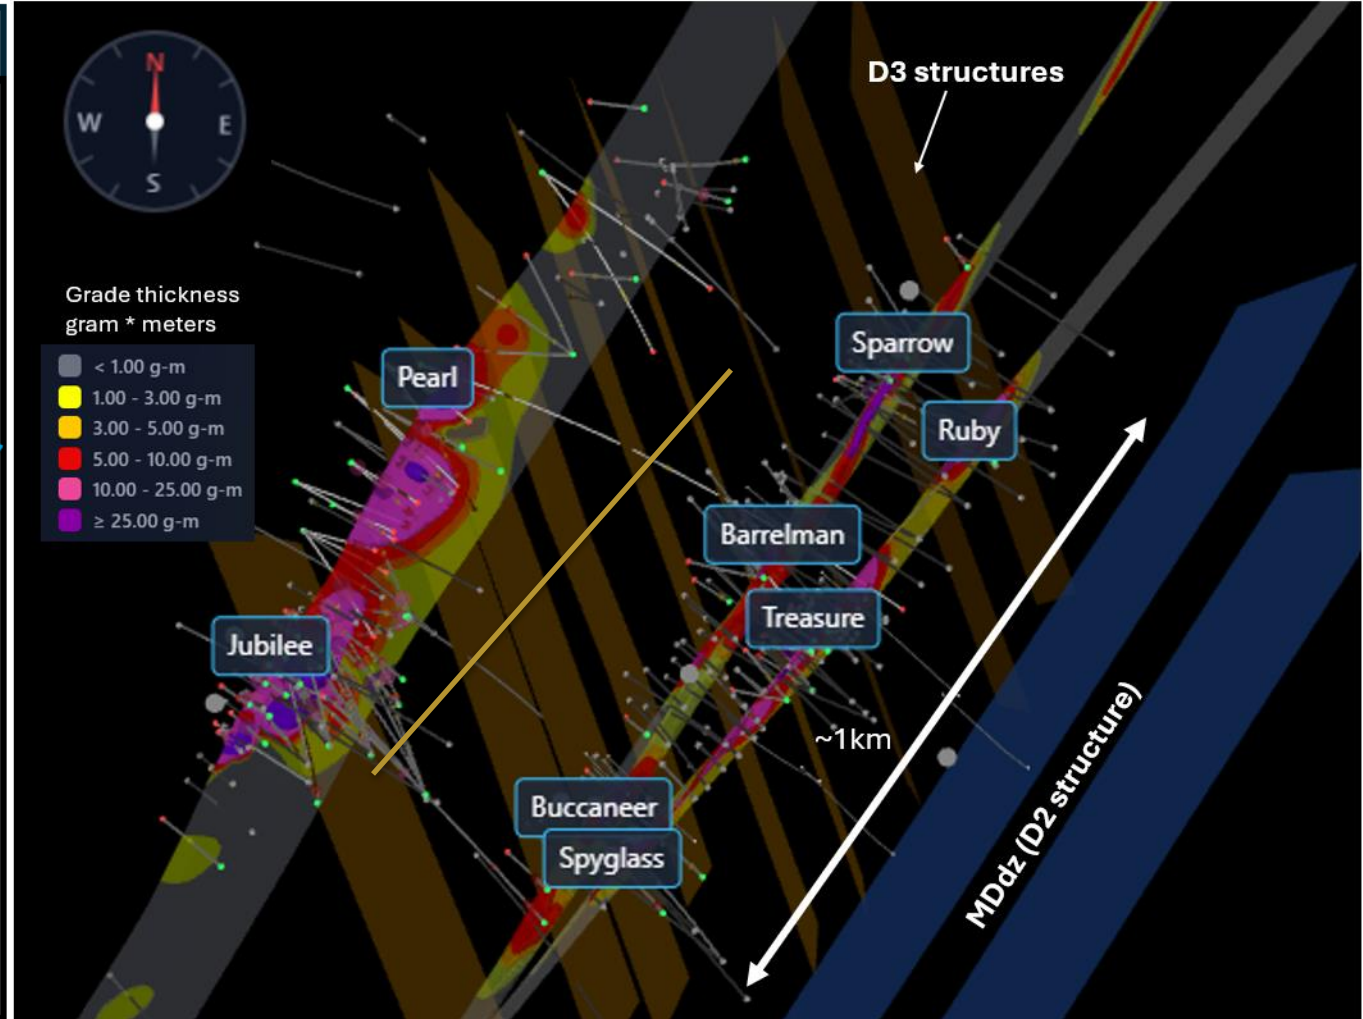 N
W
E
S
D3 structures
Grade thickness
gram * meters
< 1.00 g-m
1.00 - 3.00 g-m
3.00 - 5.00 g-m
5.00 - 10.00 g-m
10.00 - 25.00 g-m
≥ 25.00 g-m
Sparrow
Pearl
Ruby
Barrelman
Treasure
Jubilee
~1km
Buccaneer
Spyglass
MDdz (D2 structure)